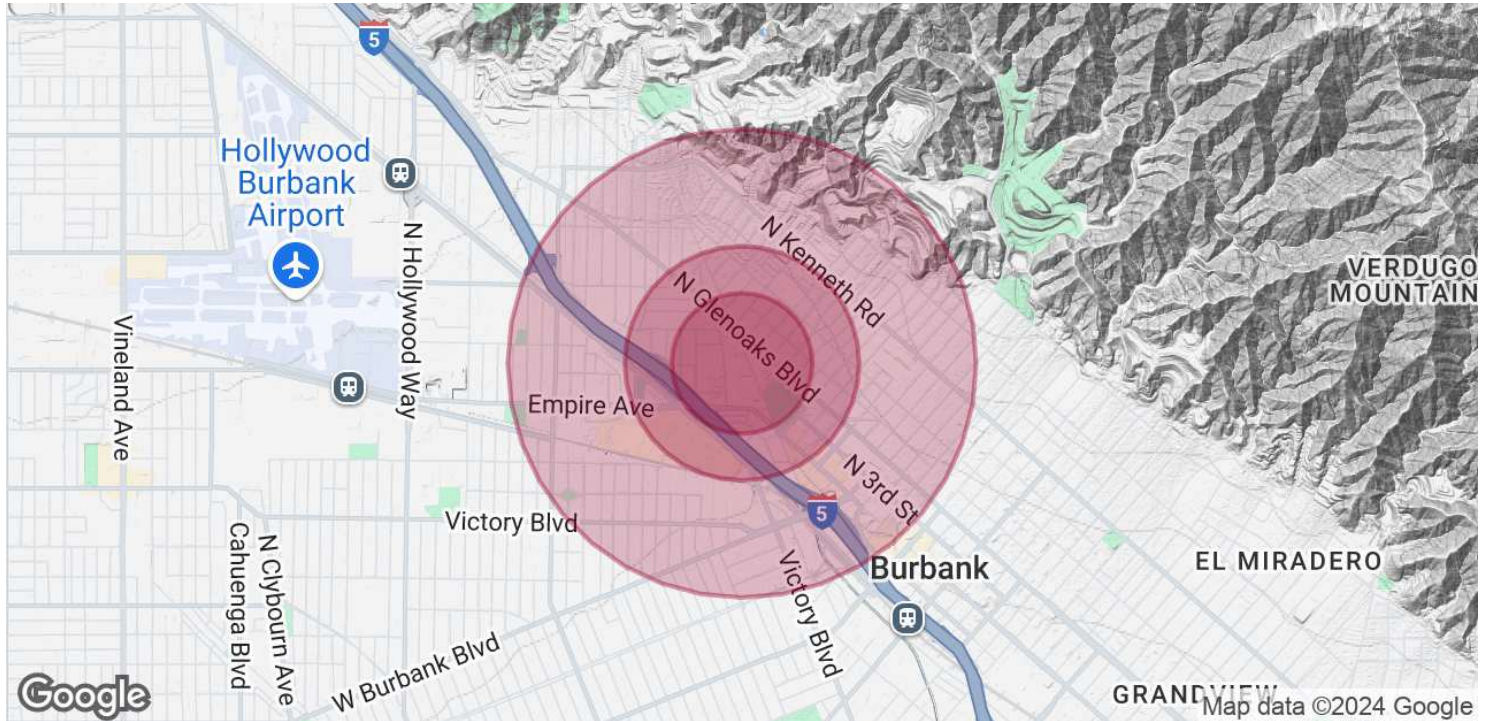 5
Hollywood
Burbank
Airport
N Hollywood Way
N Kenneth Rd
N Glenoaks Blvd
VERDUGO
MOUNTAIN
Vineland Ave
Empire Ave
N 3rd St
Victory Blvd
5
N Clybourn Ave
Cahuenga Blvd
Victory Blvd
Burbank
EL MIRADERO
W Burbank Blvd
GRANDVIEW
Google
Map data ©2024 Google